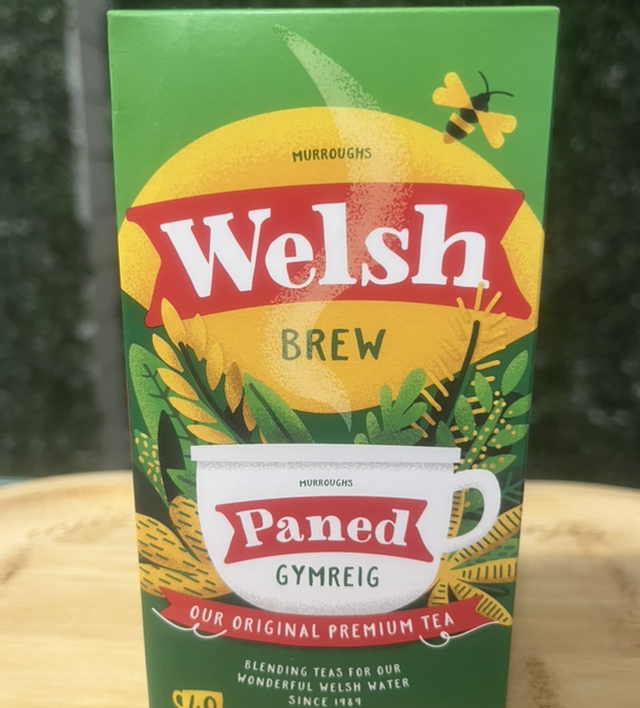 MURROUGHS
Welsh
BREW
MURROUGHS
Paned
GYMREIG
OUR ORIGINAL PREMIUM TEA
BLENDING TEAS FOR OUR
WONDERFUL WELSH WATER
SINCE 1989